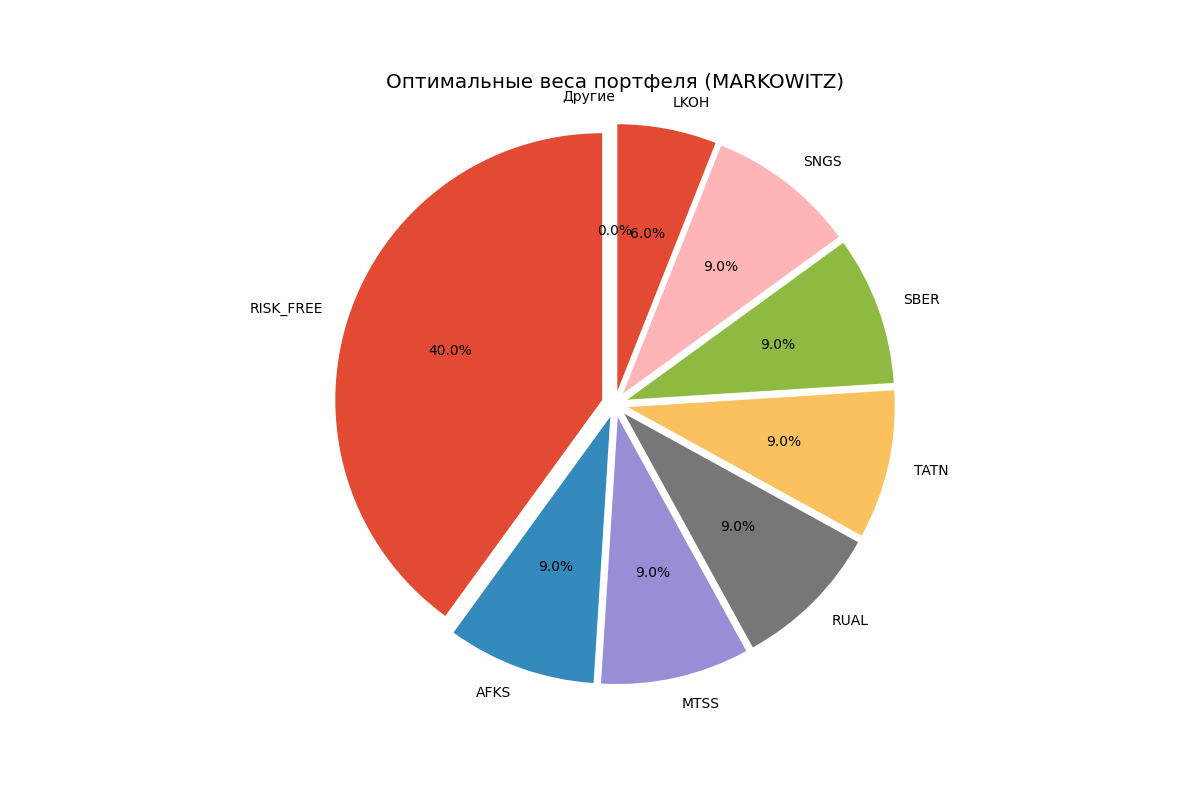 Оптимальные веса портфеля (MARKOWITZ)
Другие
LKOH
SNGS
0.0%
6.0%
9.0%
SBER
RISK_FREE
9.0%
40.0%
9.0%
TATN
9.0%
9.0%
9.0%
RUAL
AFKS
MTSS